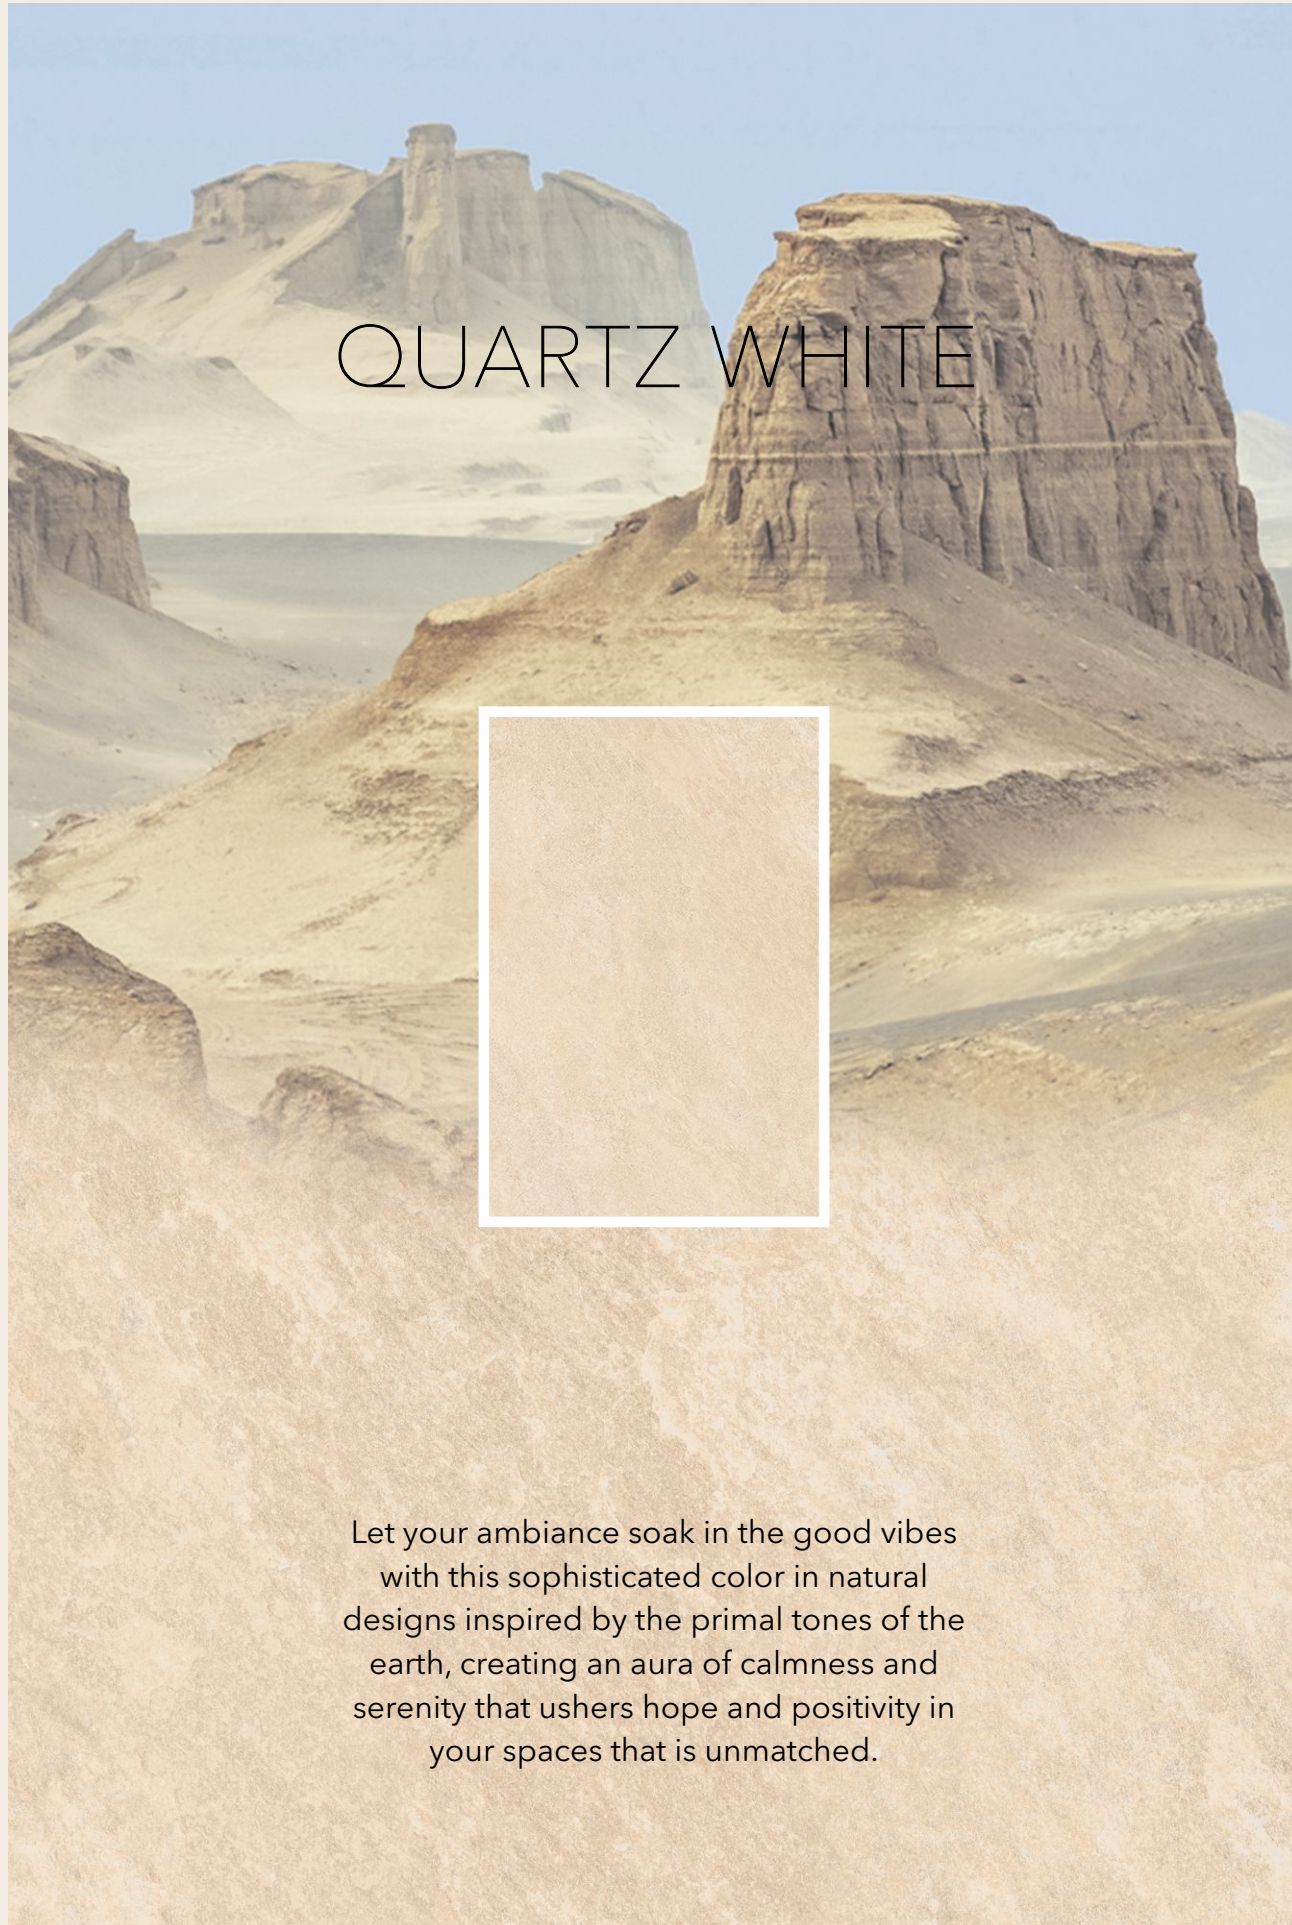 QUARTZ WHITE
Let your ambiance soak in the good vibes
with this sophisticated color in natural
designs inspired by the primal tones of the
earth, creating an aura of calmness and
serenity that ushers hope and positivity in
your spaces that is unmatched.